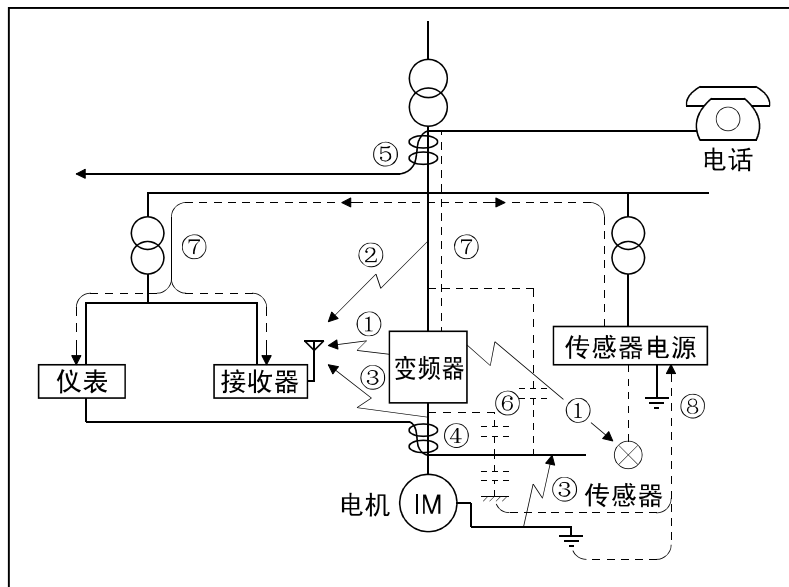 电话
⑤
⑦
⑦
②
①
变频器
传感器电源
仪表
接收器
③
⑥
①
⑧
④
③
传感器
电机
IM